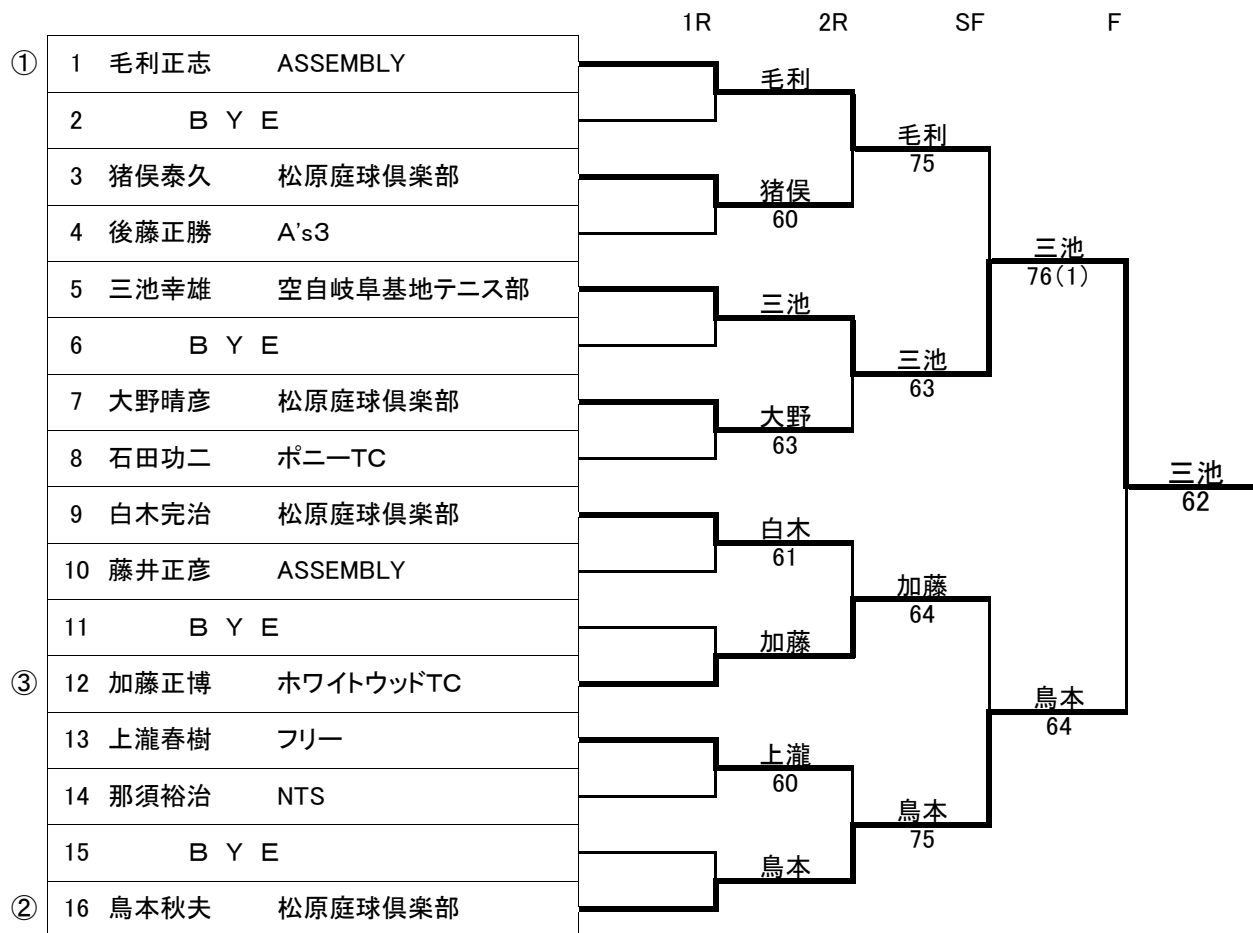 1R 2R SF F
① 1 毛利正志 ASSEMBLY
毛利
2 ＢＹＥ
毛利
75
3 猪俣泰久 松原庭球倶楽部
猪俣
60
4 後藤正勝 A's3
三池
76(1)
5 三池幸雄 空自岐阜基地テニス部
三池
6 ＢＹＥ
三池
63
7 大野晴彦 松原庭球倶楽部
大野
63
8 石田功二 ポニーTC
三池
62
9 白木完治 松原庭球倶楽部
白木
61
10 藤井正彦 ASSEMBLY
加藤
64
11 ＢＹＥ
加藤
③ 12 加藤正博 ホワイトウッドTC
鳥本
64
13 上瀧春樹 フリー
上瀧
60
14 那須裕治 NTS
鳥本
75
15 ＢＹＥ
鳥本
② 16 鳥本秋夫 松原庭球倶楽部